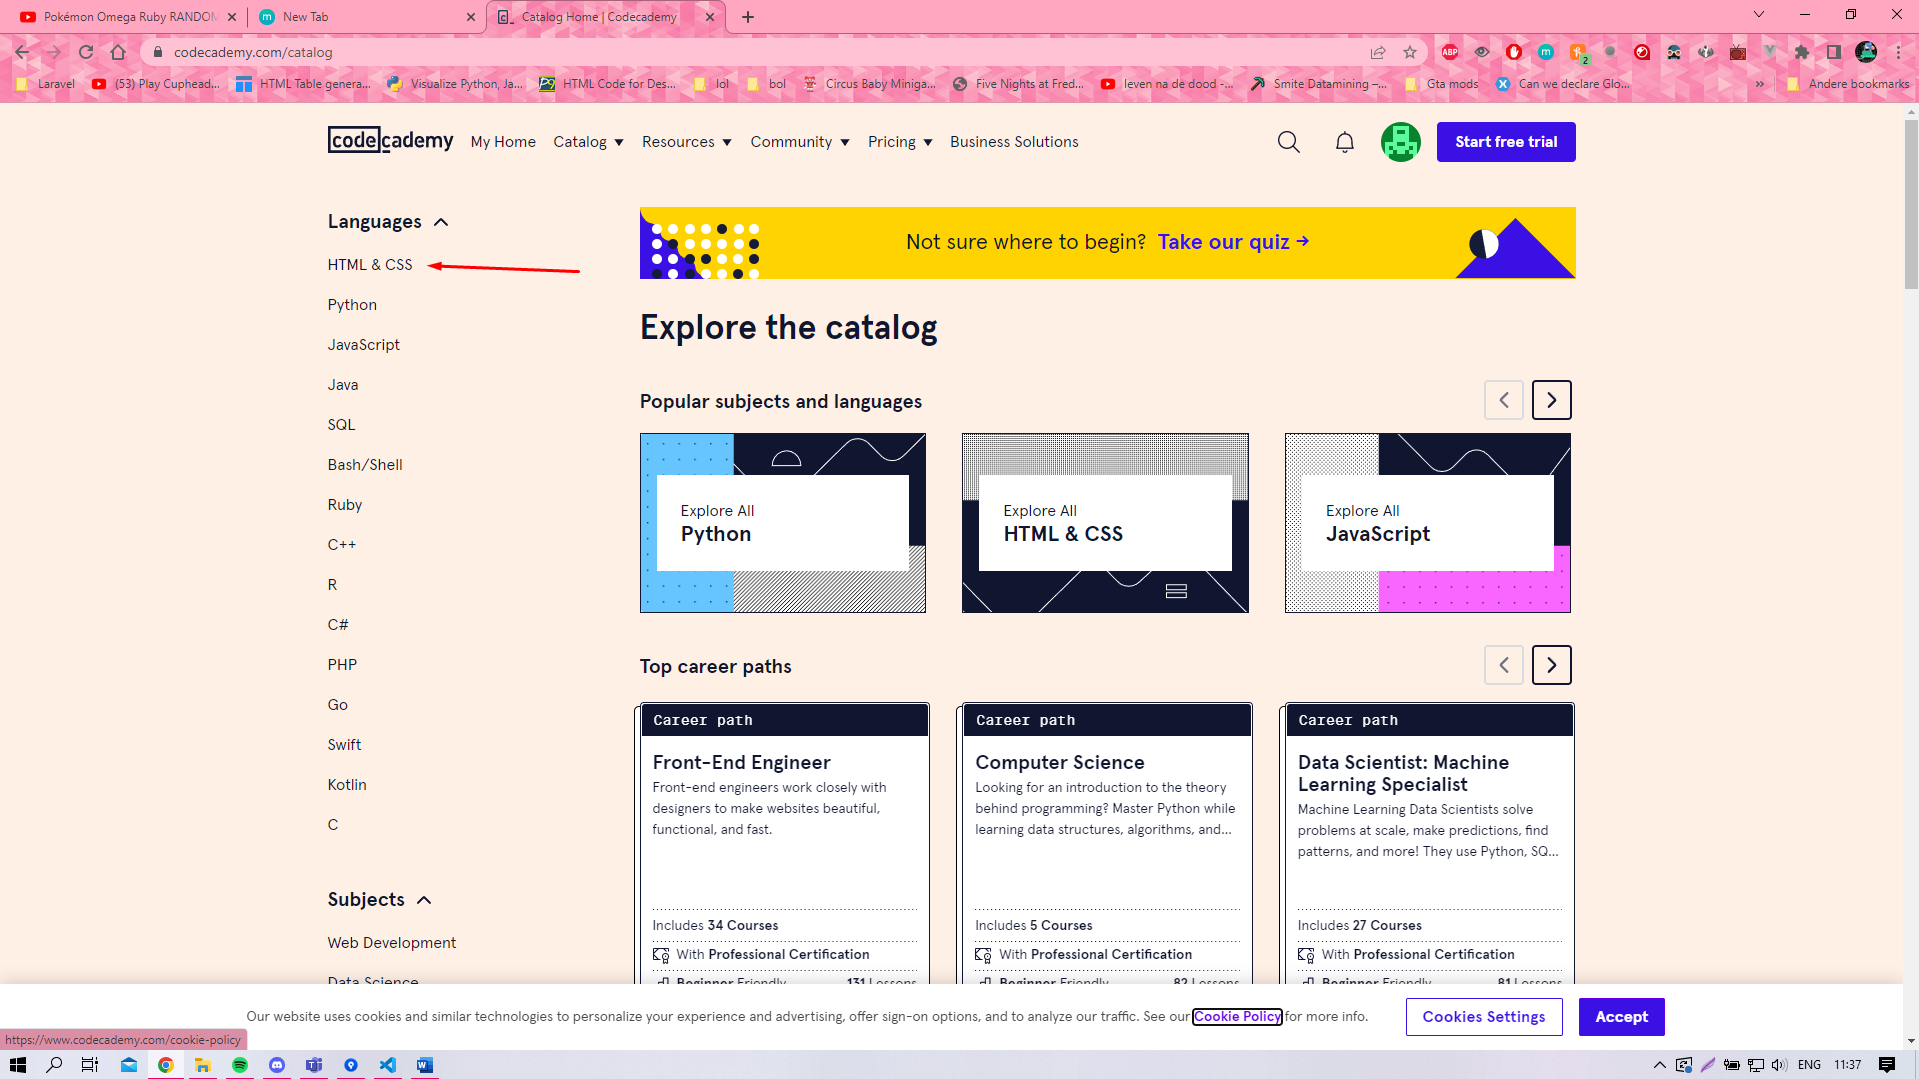 Pokémon Omega Ruby RANDOM
New Tab
Catalog Home | Codecademy
codecademy.com/catalog
ABP
2
Laravel
(53) Play Cuphead...
HTML Table genera...
Visualize Python, Ja...
HTML Code for Des...
lol
bol
Circus Baby Miniga...
Five Nights at Fred...
leven na de dood -...
Smite Datamining –...
Gta mods
Can we declare Glo...
»
Andere bookmarks
codecademy
My Home
Catalog
Resources
Community
Pricing
Business Solutions
Start free trial
Languages
HTML & CSS
Python
JavaScript
Java
SQL
Bash/Shell
Ruby
C++
R
C#
PHP
Go
Swift
Kotlin
C
Subjects
Web Development
Data Science
Not sure where to begin? Take our quiz →
Explore the catalog
Popular subjects and languages
Explore All
Python
Explore All
HTML & CSS
Explore All
JavaScript
Top career paths
Career path
Front-End Engineer
Front-end engineers work closely with
designers to make websites beautiful,
functional, and fast.
Includes 34 Courses
With Professional Certification
Beginner Friendly 131 Lessons
Career path
Computer Science
Looking for an introduction to the theory
behind programming? Master Python while
learning data structures, algorithms, and...
Includes 5 Courses
With Professional Certification
Beginner Friendly 82 Lessons
Career path
Data Scientist: Machine
Learning Specialist
Machine Learning Data Scientists solve
problems at scale, make predictions, find
patterns, and more! They use Python, SQ...
Includes 27 Courses
With Professional Certification
Beginner Friendly 81 Lessons
Our website uses cookies and similar technologies to personalize your experience and advertising, offer sign-on options, and to analyze our traffic. See our Cookie Policy for more info.
Cookies Settings
Accept
https://www.codecademy.com/cookie-policy
ENG
11:37